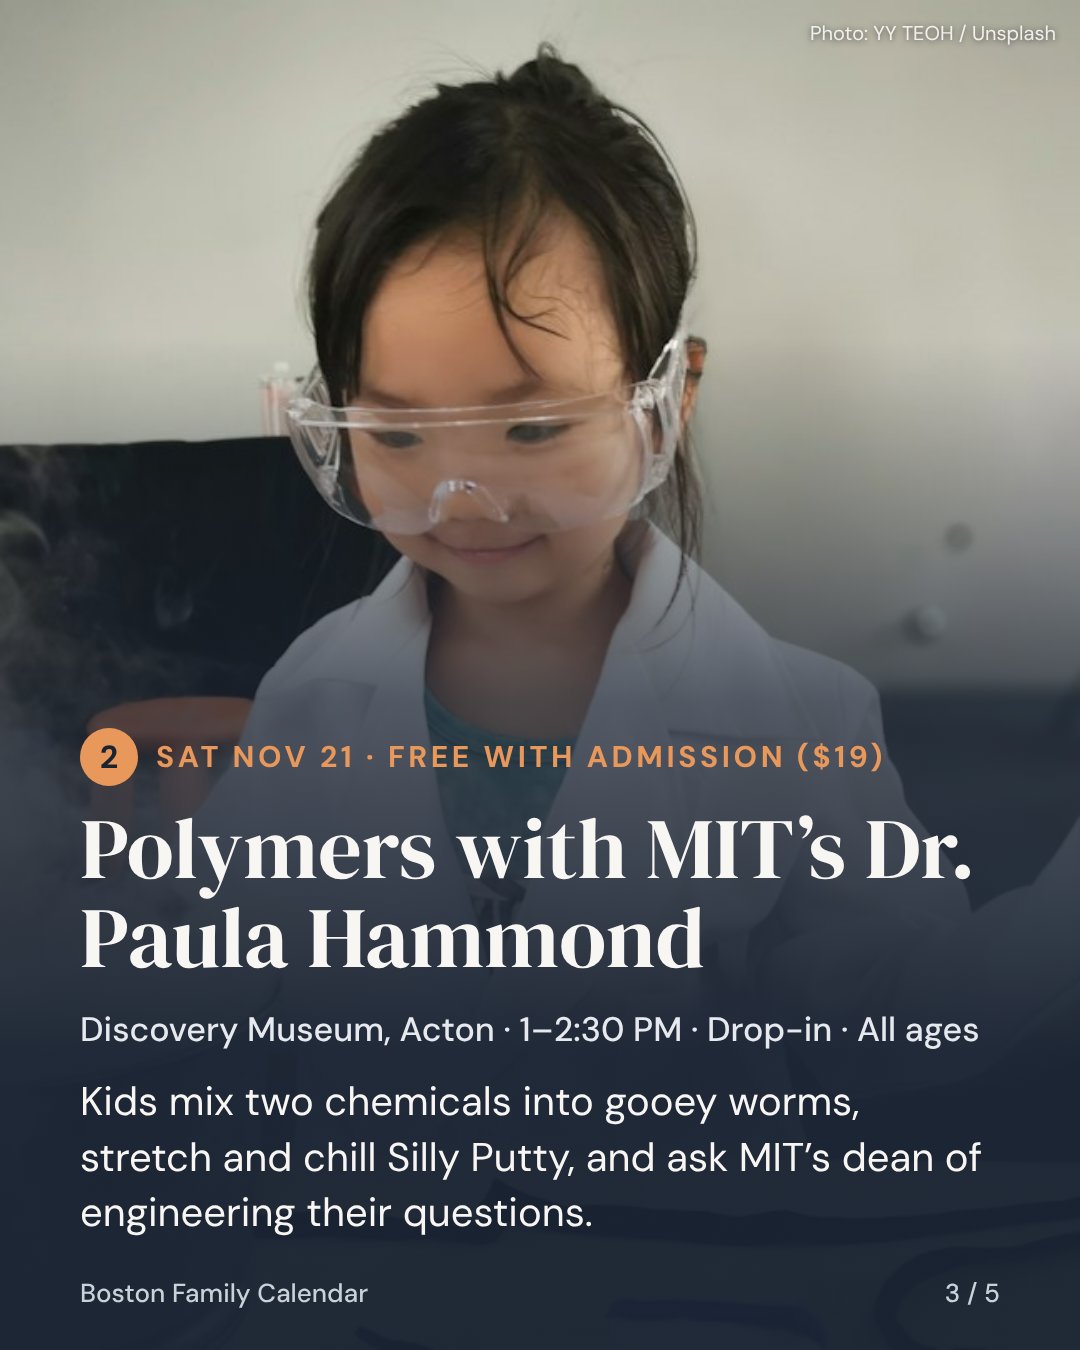 Photo: YY TEOH / Unsplash
2 SAT NOV 21 · FREE WITH ADMISSION ($19)
Polymers with MIT’s Dr.
Paula Hammond
Discovery Museum, Acton · 1–2:30 PM · Drop-in · All ages
Kids mix two chemicals into gooey worms,
stretch and chill Silly Putty, and ask MIT’s dean of
engineering their questions.
Boston Family Calendar
3 / 5